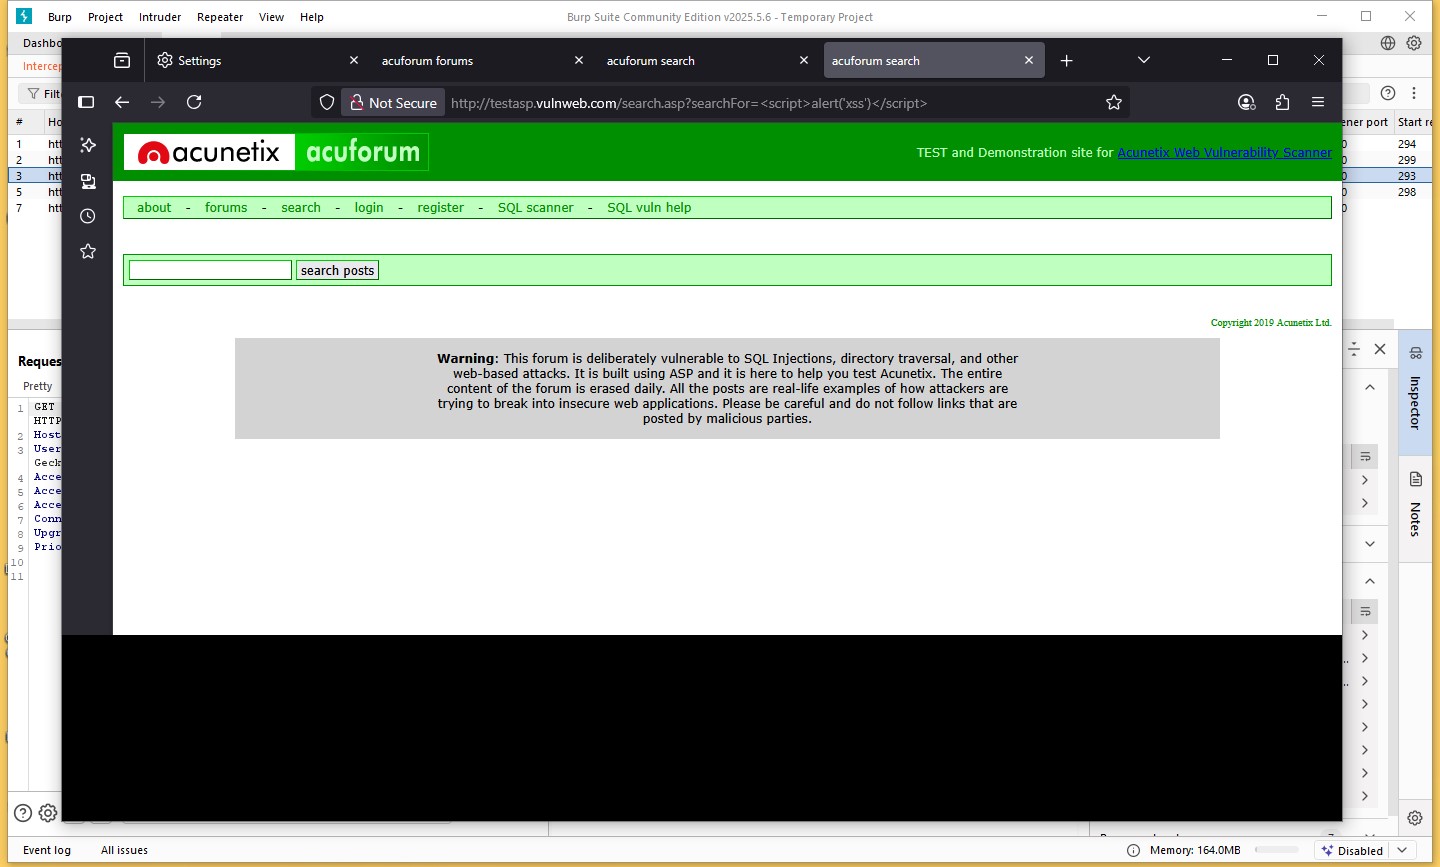 Burp Project Intruder Repeater View Help
Burp Suite Community Edition v2025.5.6 - Temporary Project
Dashbo
Intercep
Filte
# Ho
ener port Start re
1 htt 0 294
2 htt 0 299
3 htt 0 293
5 htt 0 298
7 htt 0
Settings
acuforum forums
acuforum search
acuforum search
Not Secure http://testasp.vulnweb.com/search.asp?searchFor=<script>alert('xss')</script>
acunetix acuforum
TEST and Demonstration site for Acunetix Web Vulnerability Scanner
about - forums - search - login - register - SQL scanner - SQL vuln help
search posts
Copyright 2019 Acunetix Ltd.
Warning: This forum is deliberately vulnerable to SQL Injections, directory traversal, and other
web-based attacks. It is built using ASP and it is here to help you test Acunetix. The entire
content of the forum is erased daily. All the posts are real-life examples of how attackers are
trying to break into insecure web applications. Please be careful and do not follow links that are
posted by malicious parties.
Reques
Pretty
1 GET
HTTP
2 Host
3 User
Geck
4 Acce
5 Acce
6 Acce
7 Conn
8 Upgr
9 Prio
10
11
Inspector
Notes
Event log All issues
Memory: 164.0MB
Disabled